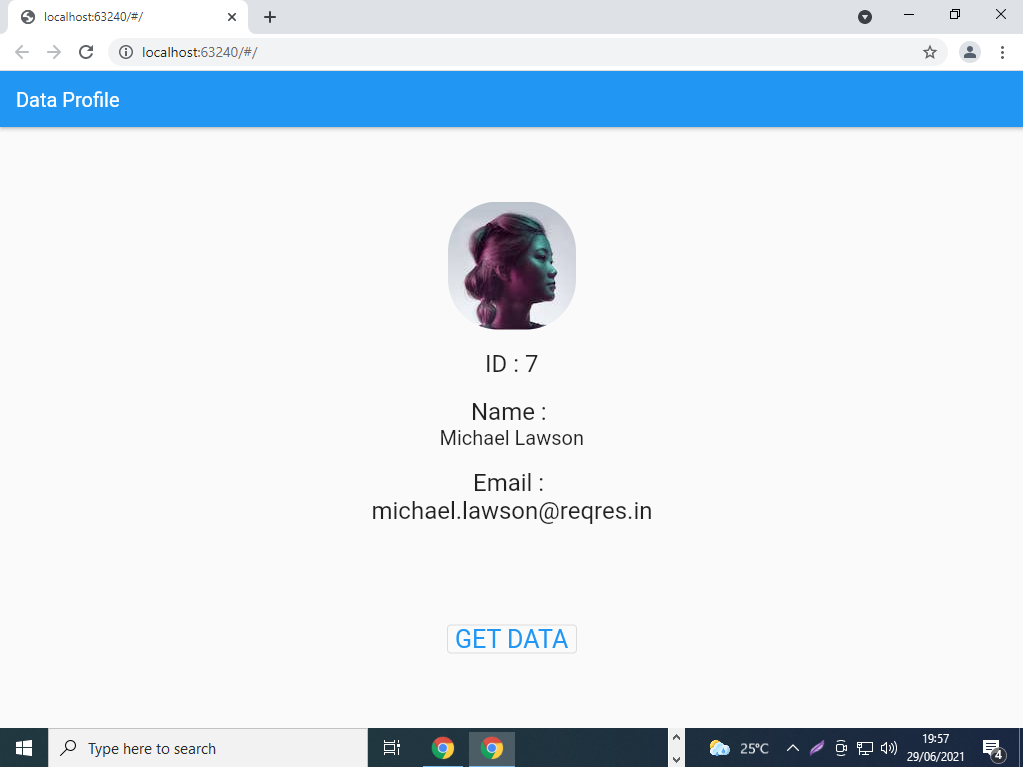 localhost:63240/#/
localhost:63240/#/
Data Profile
ID : 7
Name :
Michael Lawson
Email :
michael.lawson@reqres.in
GET DATA
Type here to search
25°C
19:57
29/06/2021
4